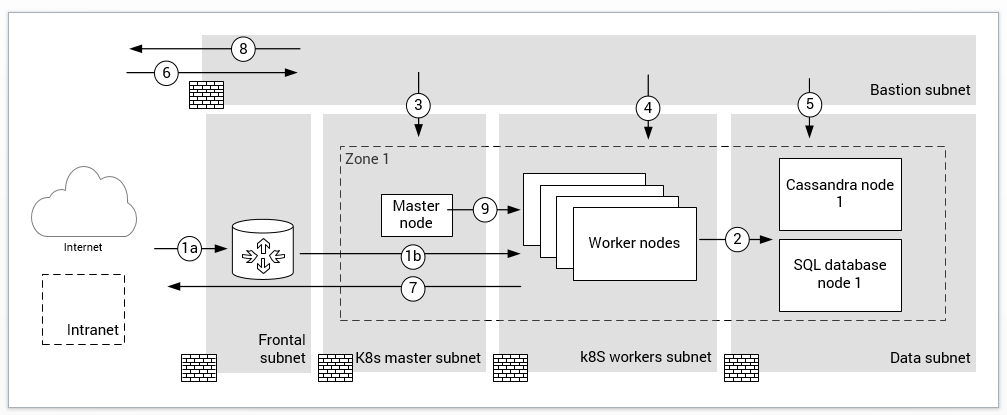 8
6
Bastion subnet
3
4
5
Zone 1
Cassandra node
1
Master
node
9
Worker nodes
2
Internet
1a
1b
SQL database
node 1
7
Intranet
Frontal
subnet
K8s master subnet
k8S workers subnet
Data subnet